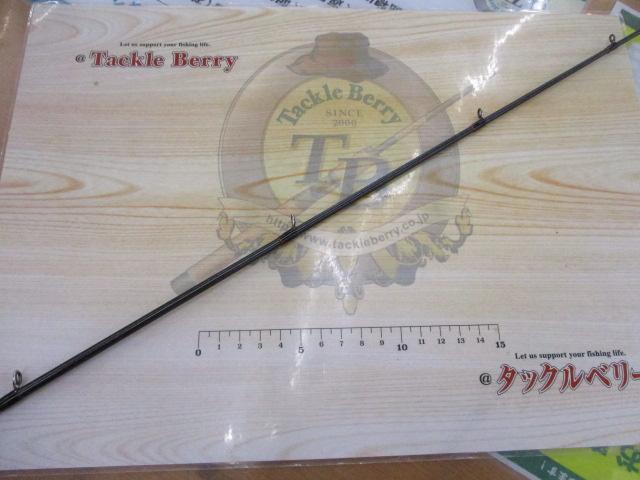 Let us support your fishing life.
@ Tackle Berry
Tackle Berry
SINCE
2000
TB
http://www.tackleberry.co.jp
0 1 2 3 4 5 6 7 8 9 10 11 12 13 14 15
Let us support your fishing life.
@ タックルベリー